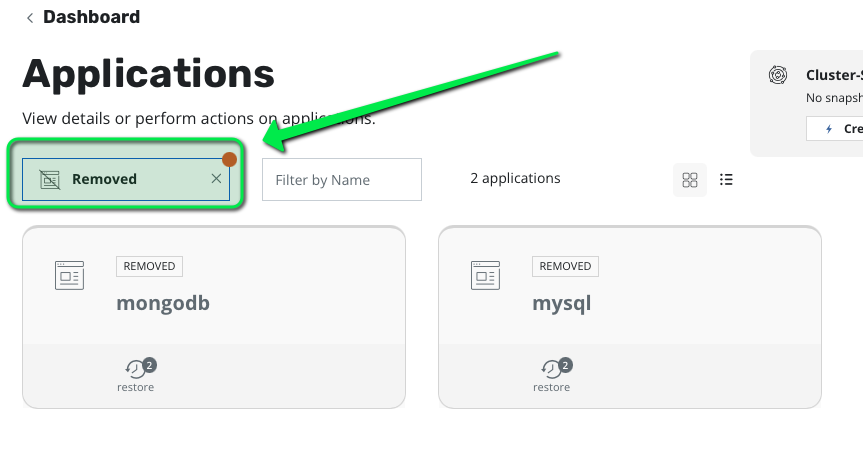 Dashboard
Applications
View details or perform actions on applications.
Cluster-S
No snapsh
Cre
Removed
Filter by Name
2 applications
REMOVED
mongodb
2
restore
REMOVED
mysql
2
restore